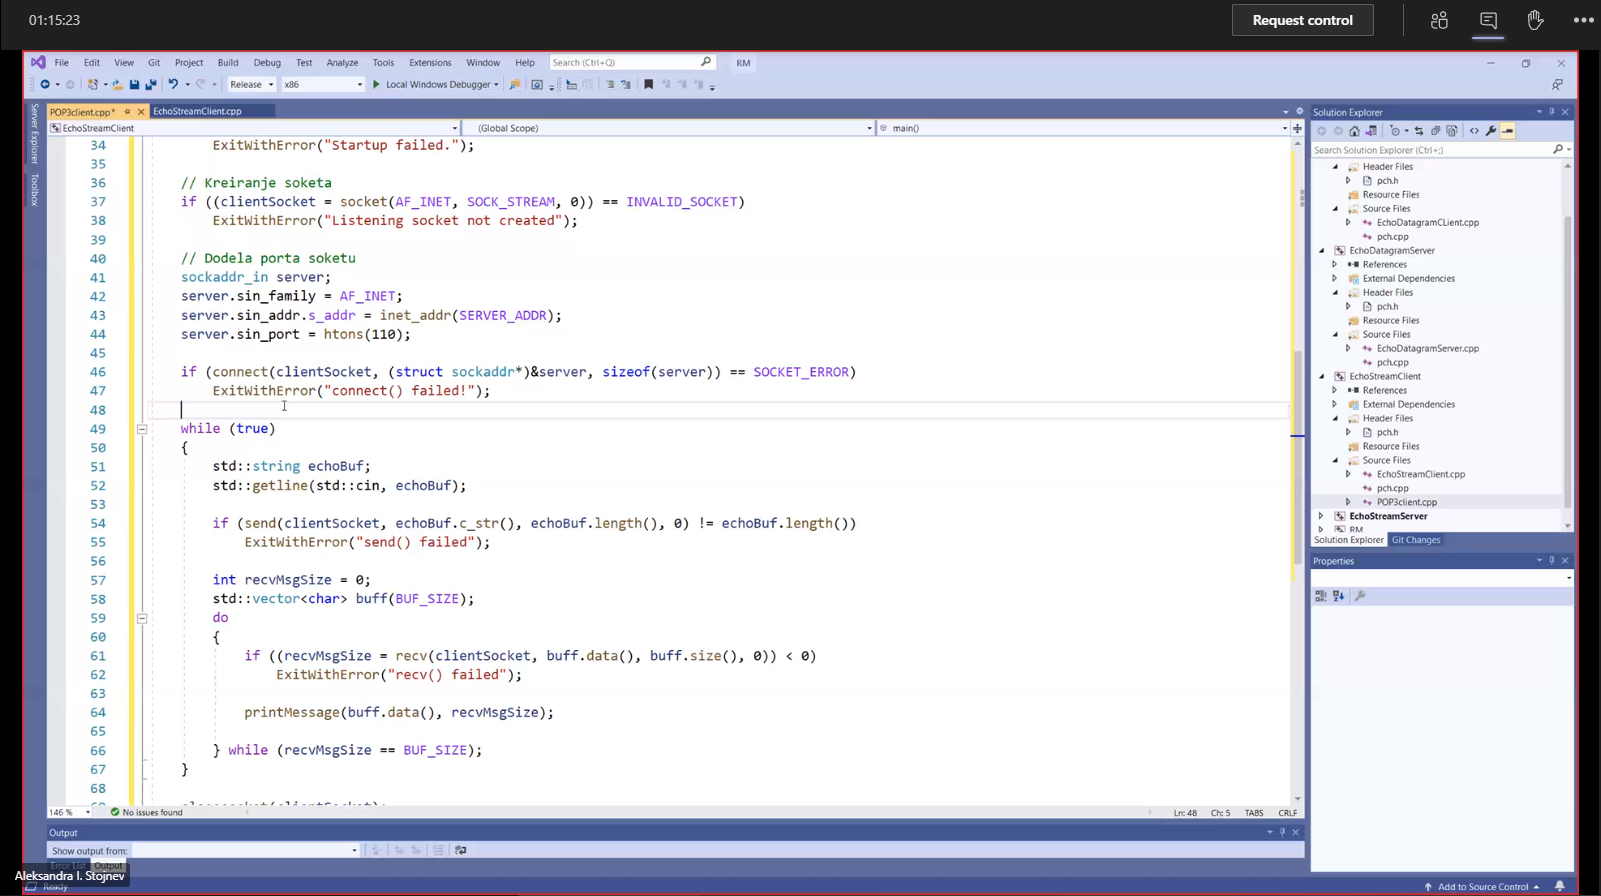 01:15:23
Request control
File Edit View Git Project Build Debug Test Analyze Tools Extensions Window Help Search (Ctrl+Q) RM
Release x86 Local Windows Debugger
POP3client.cpp* EchoStreamClient.cpp
EchoStreamClient (Global Scope) main()
34 ExitWithError("Startup failed.");
35
36 // Kreiranje soketa
37 if ((clientSocket = socket(AF_INET, SOCK_STREAM, 0)) == INVALID_SOCKET)
38 ExitWithError("Listening socket not created");
39
40 // Dodela porta soketu
41 sockaddr_in server;
42 server.sin_family = AF_INET;
43 server.sin_addr.s_addr = inet_addr(SERVER_ADDR);
44 server.sin_port = htons(110);
45
46 if (connect(clientSocket, (struct sockaddr*)&server, sizeof(server)) == SOCKET_ERROR)
47 ExitWithError("connect() failed!");
48
49 while (true)
50 {
51 std::string echoBuf;
52 std::getline(std::cin, echoBuf);
53
54 if (send(clientSocket, echoBuf.c_str(), echoBuf.length(), 0) != echoBuf.length())
55 ExitWithError("send() failed");
56
57 int recvMsgSize = 0;
58 std::vector<char> buff(BUF_SIZE);
59 do
60 {
61 if ((recvMsgSize = recv(clientSocket, buff.data(), buff.size(), 0)) < 0)
62 ExitWithError("recv() failed");
63
64 printMessage(buff.data(), recvMsgSize);
65
66 } while (recvMsgSize == BUF_SIZE);
67 }
68
146 % No issues found Ln: 48 Ch: 5 TABS CRLF
Output
Show output from:
Error List Output
Aleksandra I. Stojnev
Ready
Add to Source Control
Server Explorer
Toolbox
Solution Explorer
Search Solution Explorer (Ctrl+;)
Header Files
pch.h
Resource Files
Source Files
EchoDatagramCLient.cpp
pch.cpp
EchoDatagramServer
References
External Dependencies
Header Files
pch.h
Resource Files
Source Files
EchoDatagramServer.cpp
pch.cpp
EchoStreamClient
References
External Dependencies
Header Files
pch.h
Resource Files
Source Files
EchoStreamClient.cpp
pch.cpp
POP3client.cpp
EchoStreamServer
RM
Solution Explorer Git Changes
Properties